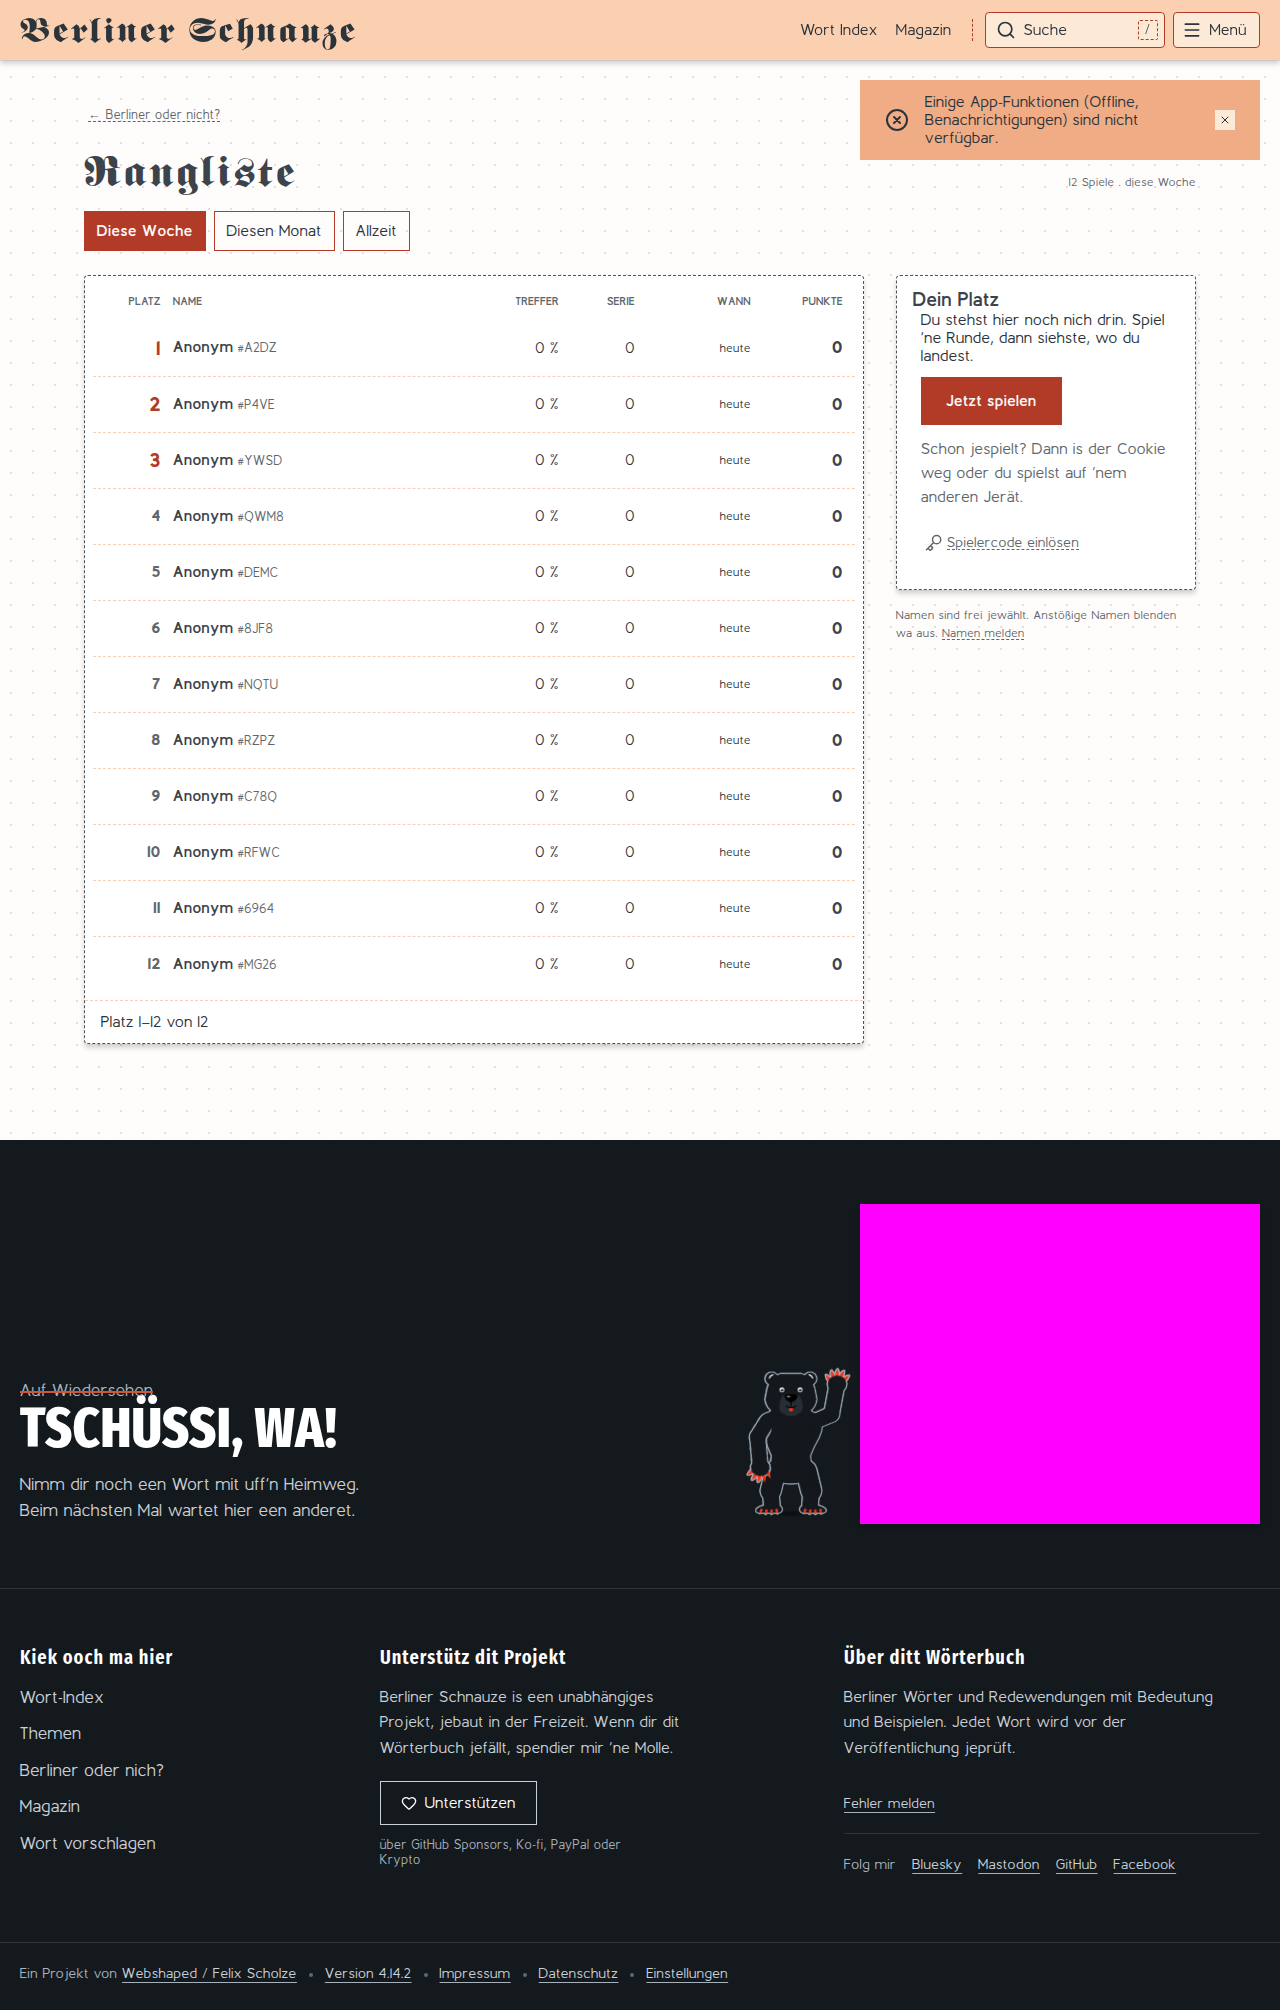 Berliner Schnauze
Wort Index
Magazin
Suche
/
Menü
← Berliner oder nicht?
Einige App-Funktionen (Offline,
Benachrichtigungen) sind nicht
verfügbar.
Rangliste
12 Spiele . diese Woche
Diese Woche
Diesen Monat
Allzeit
PLATZ NAME TREFFER SERIE WANN PUNKTE
1 Anonym #A2DZ 0 % 0 heute 0
2 Anonym #P4VE 0 % 0 heute 0
3 Anonym #YWSD 0 % 0 heute 0
4 Anonym #QWM8 0 % 0 heute 0
5 Anonym #DEMC 0 % 0 heute 0
6 Anonym #8JF8 0 % 0 heute 0
7 Anonym #NQTU 0 % 0 heute 0
8 Anonym #RZPZ 0 % 0 heute 0
9 Anonym #C78Q 0 % 0 heute 0
10 Anonym #RFWC 0 % 0 heute 0
11 Anonym #6964 0 % 0 heute 0
12 Anonym #MG26 0 % 0 heute 0
Platz 1–12 von 12
Dein Platz
Du stehst hier noch nich drin. Spiel
’ne Runde, dann siehste, wo du
landest.
Jetzt spielen
Schon jespielt? Dann is der Cookie
weg oder du spielst auf ’nem
anderen Jerät.
Spielercode einlösen
Namen sind frei jewählt. Anstößige Namen blenden
wa aus. Namen melden
Auf Wiedersehen
TSCHÜSSI, WA!
Nimm dir noch een Wort mit uff’n Heimweg.
Beim nächsten Mal wartet hier een anderet.
Kiek ooch ma hier
Wort-Index
Themen
Berliner oder nich?
Magazin
Wort vorschlagen
Unterstütz dit Projekt
Berliner Schnauze is een unabhängiges
Projekt, jebaut in der Freizeit. Wenn dir dit
Wörterbuch jefällt, spendier mir ’ne Molle.
Unterstützen
über GitHub Sponsors, Ko-fi, PayPal oder
Krypto
Über ditt Wörterbuch
Berliner Wörter und Redewendungen mit Bedeutung
und Beispielen. Jedet Wort wird vor der
Veröffentlichung jeprüft.
Fehler melden
Folg mir Bluesky Mastodon GitHub Facebook
Ein Projekt von Webshaped / Felix Scholze • Version 4.14.2 • Impressum • Datenschutz • Einstellungen